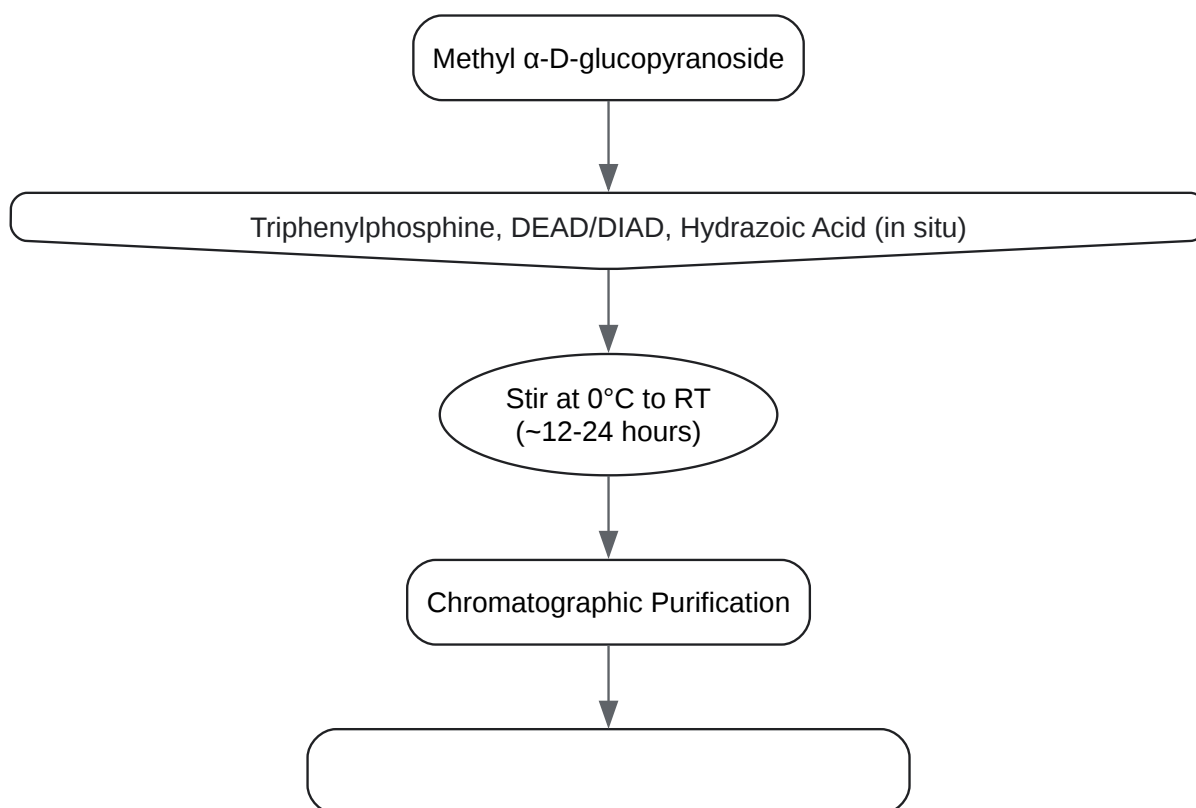 Methyl α-D-glucopyranoside
Triphenylphosphine, DEAD/DIAD, Hydrazoic Acid (in situ)
Stir at 0°C to RT
(~12-24 hours)
Chromatographic Purification